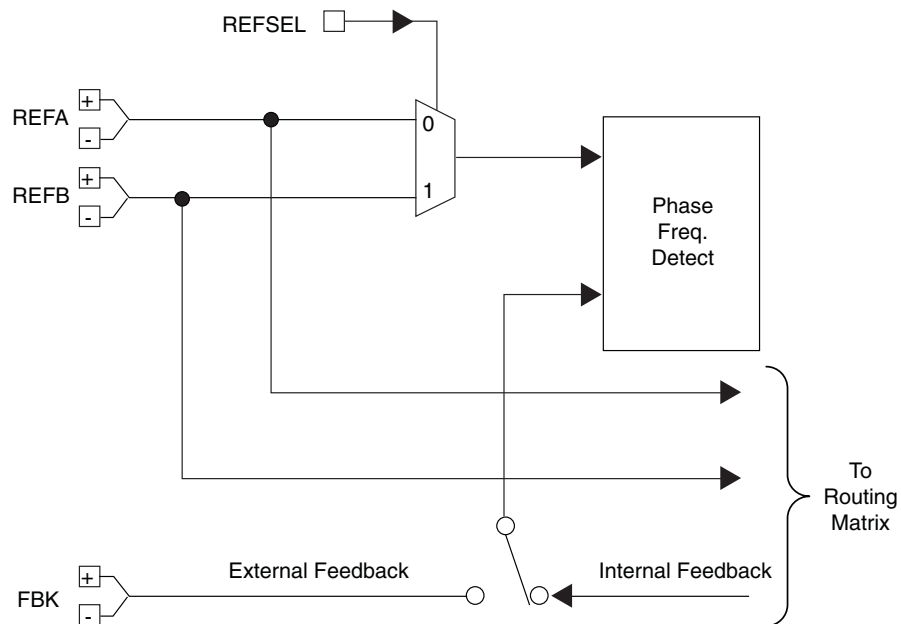 REFSEL
+
REFA
-
+
REFB
-
0
1
Phase
Freq.
Detect
To
Routing
Matrix
External Feedback
Internal Feedback
+
FBK
-